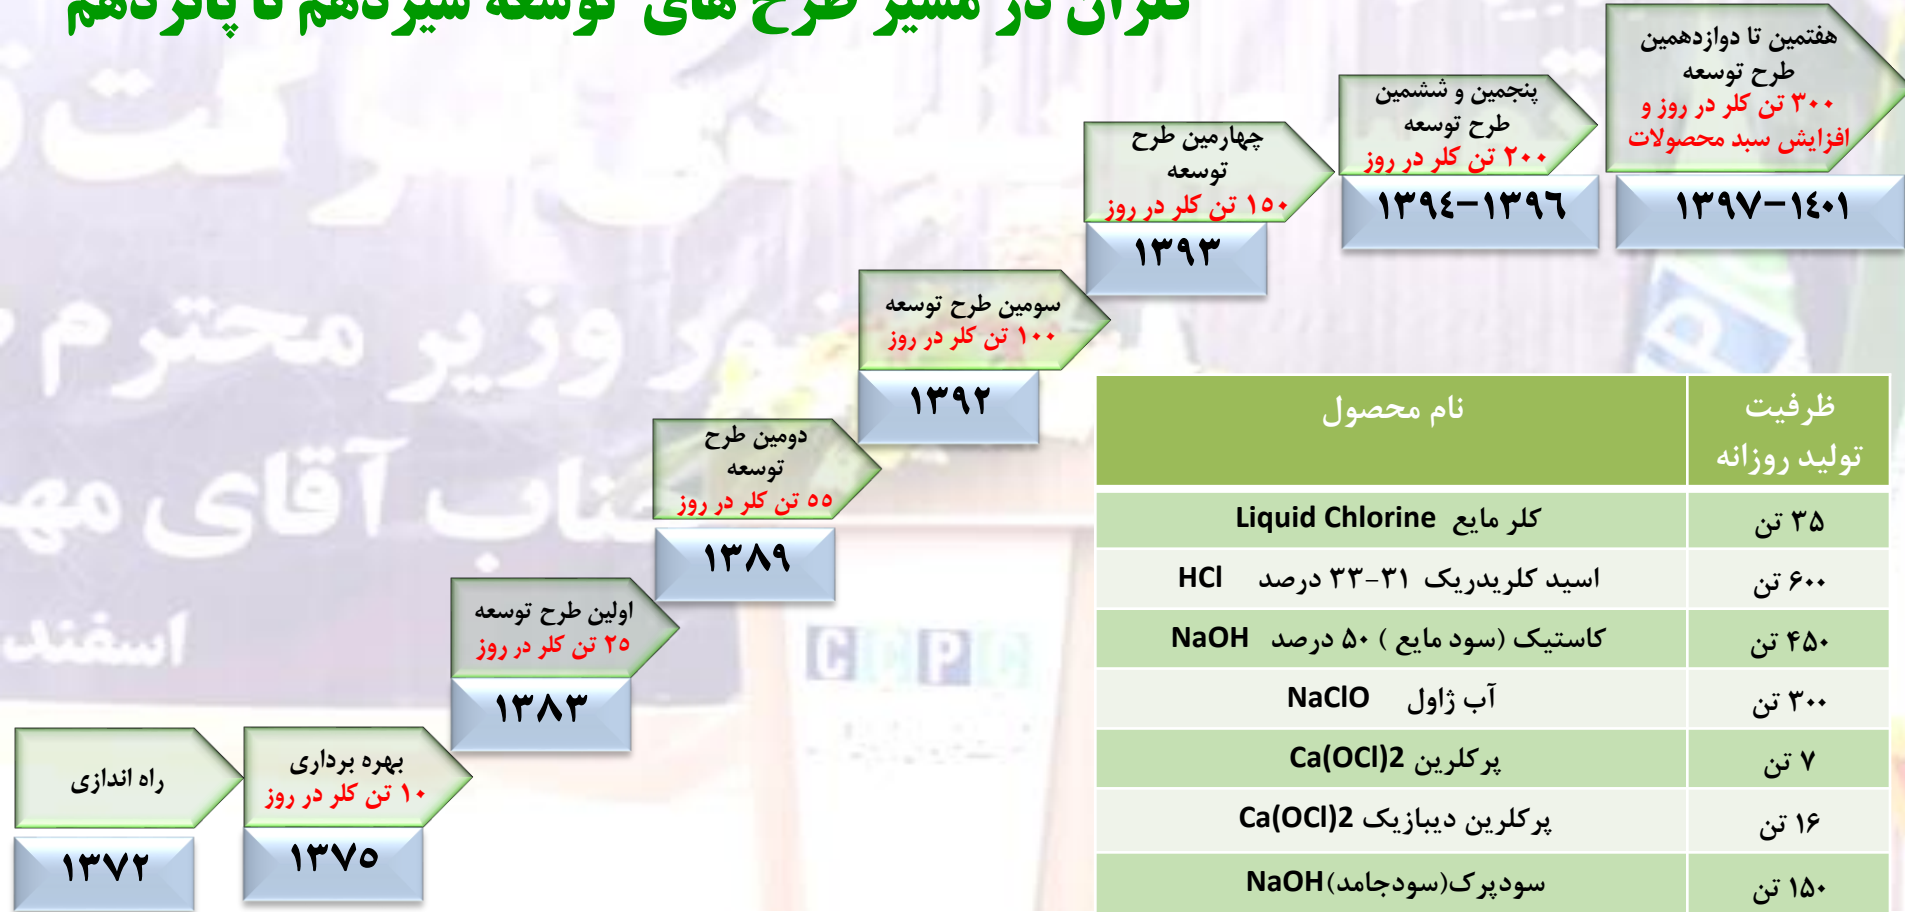 کلران در مسیر طرح های توسعه سیزدهم تا پانزدهم
هفتمین تا دوازدهمین
طرح توسعه
۳۰۰ تن کلر در روز و
افزایش سبد محصولات
۱۳۹۷-۱۴۰۱
پنجمین و ششمین
طرح توسعه
۲۰۰ تن کلر در روز
۱۳۹۴-۱۳۹۶
چهارمین طرح
توسعه
۱۵۰ تن کلر در روز
۱۳۹۳
سومین طرح توسعه
۱۰۰ تن کلر در روز
۱۳۹۲
دومین طرح
توسعه
۵۵ تن کلر در روز
۱۳۸۹
اولین طرح توسعه
۲۵ تن کلر در روز
۱۳۸۳
بهره برداری
۱۰ تن کلر در روز
۱۳۷۵
راه اندازی
۱۳۷۲
ظرفیت تولید روزانه نام محصول
۳۵ تن کلر مایع Liquid Chlorine
۶۰۰ تن اسید کلریدریک ۳۱-۳۳ درصد HCl
۴۵۰ تن کاستیک (سود مایع ) ۵۰ درصد NaOH
۳۰۰ تن آب ژاول NaClO
۷ تن پرکلرین Ca(OCl)2
۱۶ تن پرکلرین دیبازیک Ca(OCl)2
۱۵۰ تن سودپرک(سودجامد)NaOH
وزیر محترم
جناب آقای
اسفند
CCPC